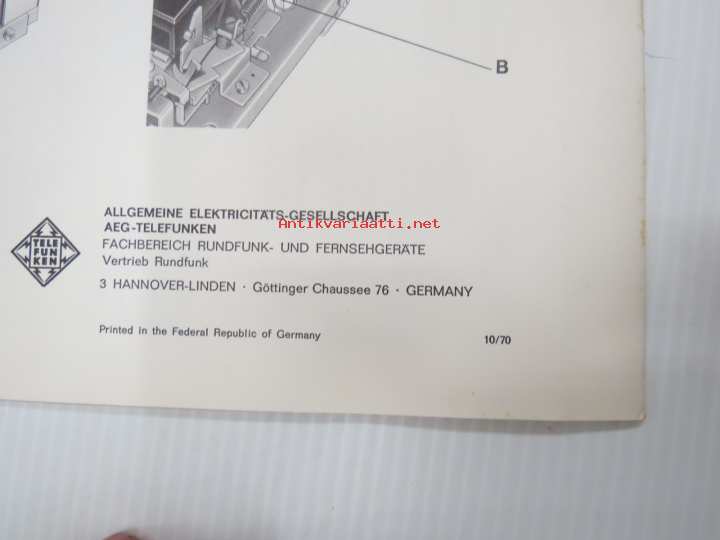 B
ALLGEMEINE ELEKTRICITÄTS-GESELLSCHAFT
Antikvariaatti.net
AEG-TELEFUNKEN
FACHBEREICH RUNDFUNK- UND FERNSEHGERÄTE
Vertrieb Rundfunk
3 HANNOVER-LINDEN · Göttinger Chaussee 76 · GERMANY
TELE
FUN
KEN
Printed in the Federal Republic of Germany
10/70